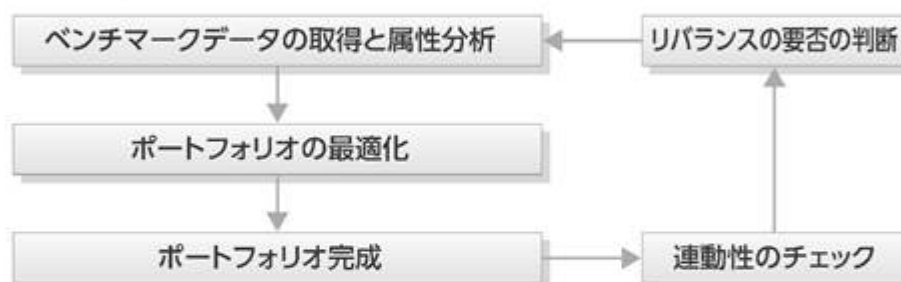 ベンチマークデータの取得と属性分析
リバランスの要否の判断
ポートフォリオの最適化
ポートフォリオ完成
連動性のチェック